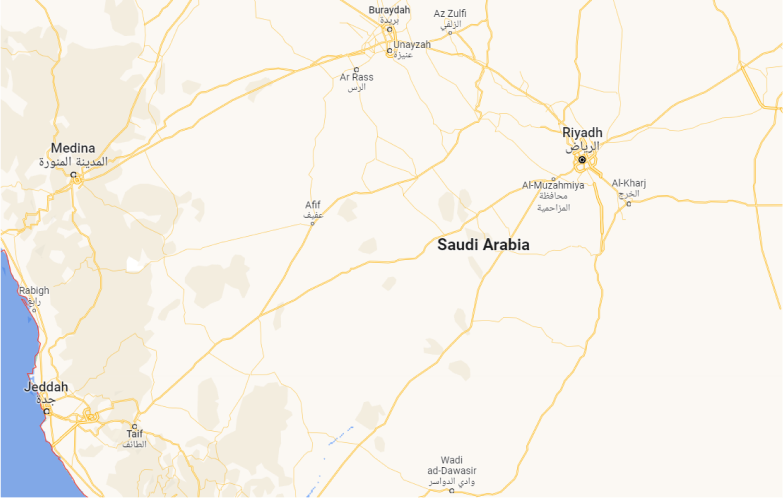 Buraydah
بريدة
Az Zulfi
الزلفي
Unayzah
عنيزة
Ar Rass
الرس
Riyadh
الرياض
Medina
المدينة المنورة
Al-Muzahmiya
محافظة
المزاحمية
Al-Kharj
الخرج
Afif
عفيف
Saudi Arabia
Rabigh
رابغ
Jeddah
جدة
Taif
الطائف
Wadi
ad-Dawasir
وادي الدواسر